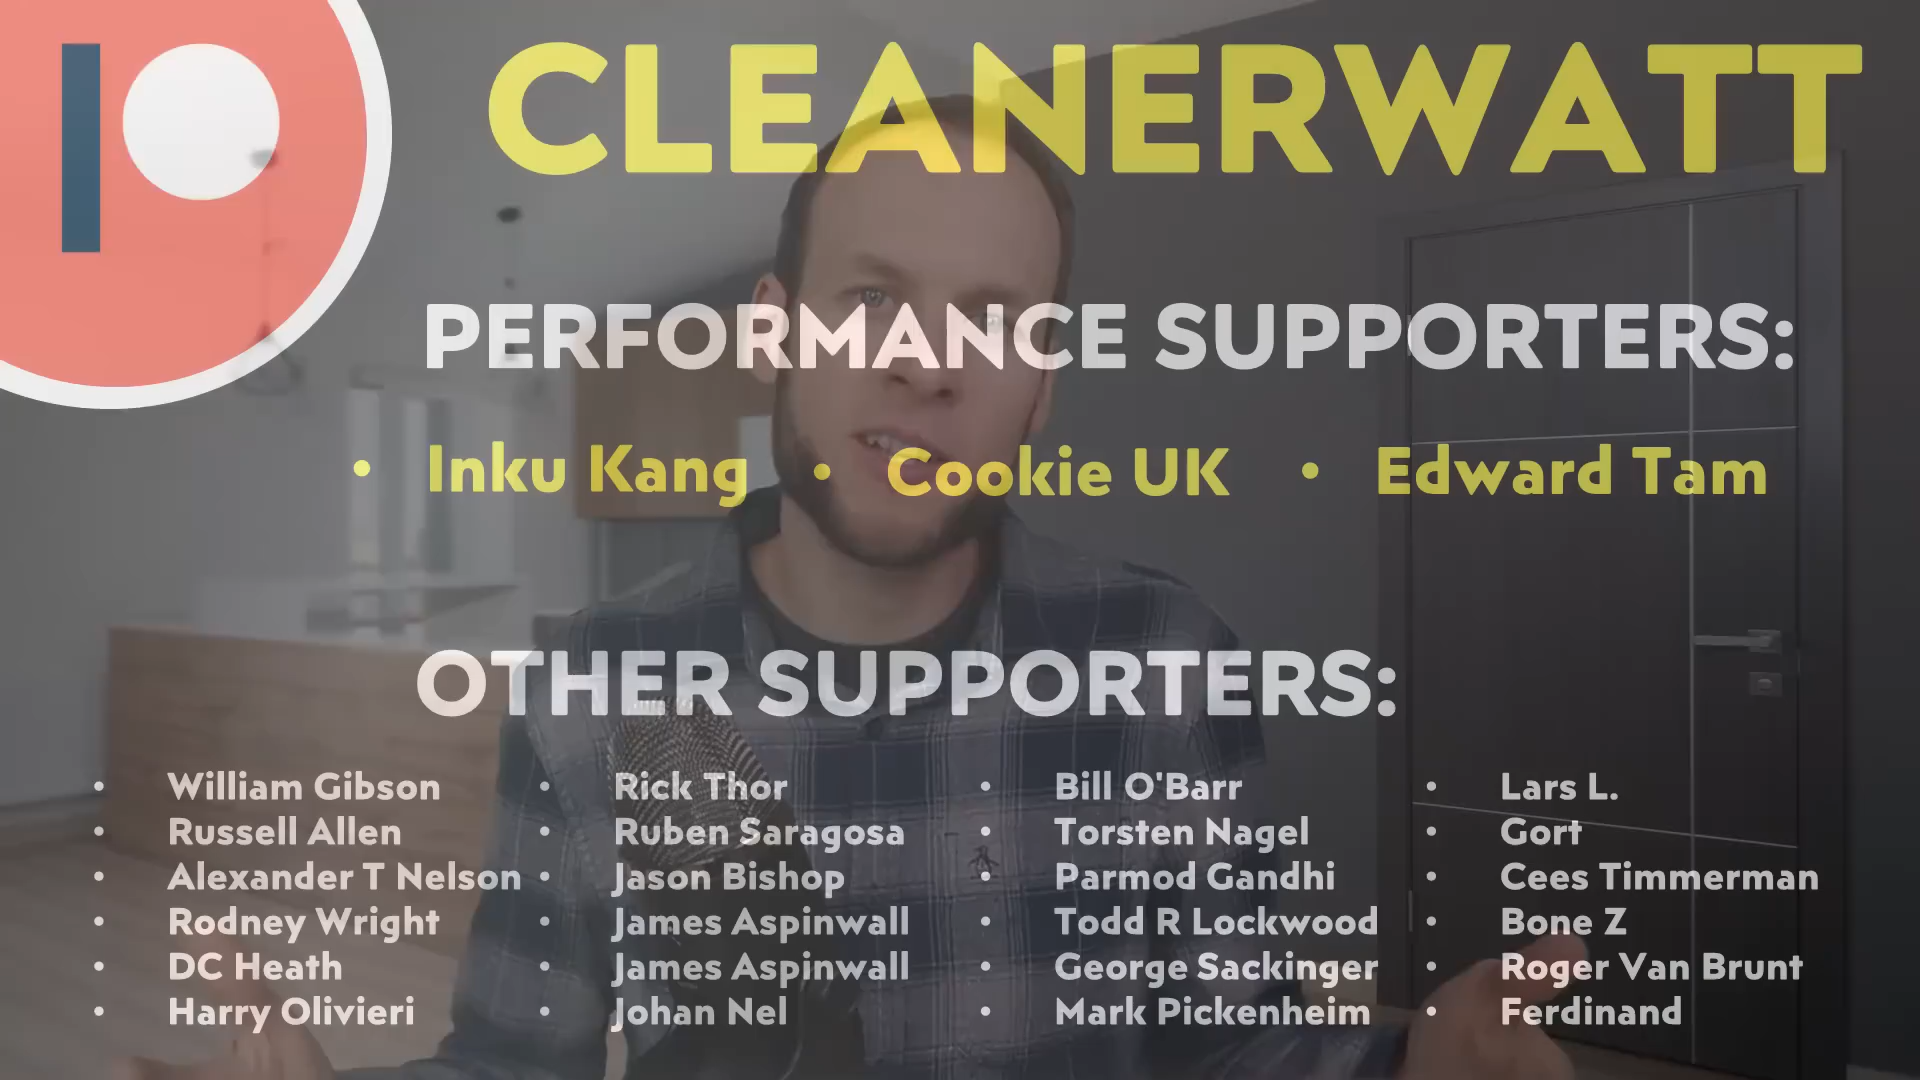 CLEANERWATT
PERFORMANCE SUPPORTERS:
• Inku Kang • Cookie UK • Edward Tam
OTHER SUPPORTERS:
• William Gibson
• Russell Allen
• Alexander T Nelson
• Rodney Wright
• DC Heath
• Harry Olivieri
• Rick Thor
• Ruben Saragosa
• Jason Bishop
• James Aspinwall
• James Aspinwall
• Johan Nel
• Bill O'Barr
• Torsten Nagel
• Parmod Gandhi
• Todd R Lockwood
• George Sackinger
• Mark Pickenheim
• Lars L.
• Gort
• Cees Timmerman
• Bone Z
• Roger Van Brunt
• Ferdinand